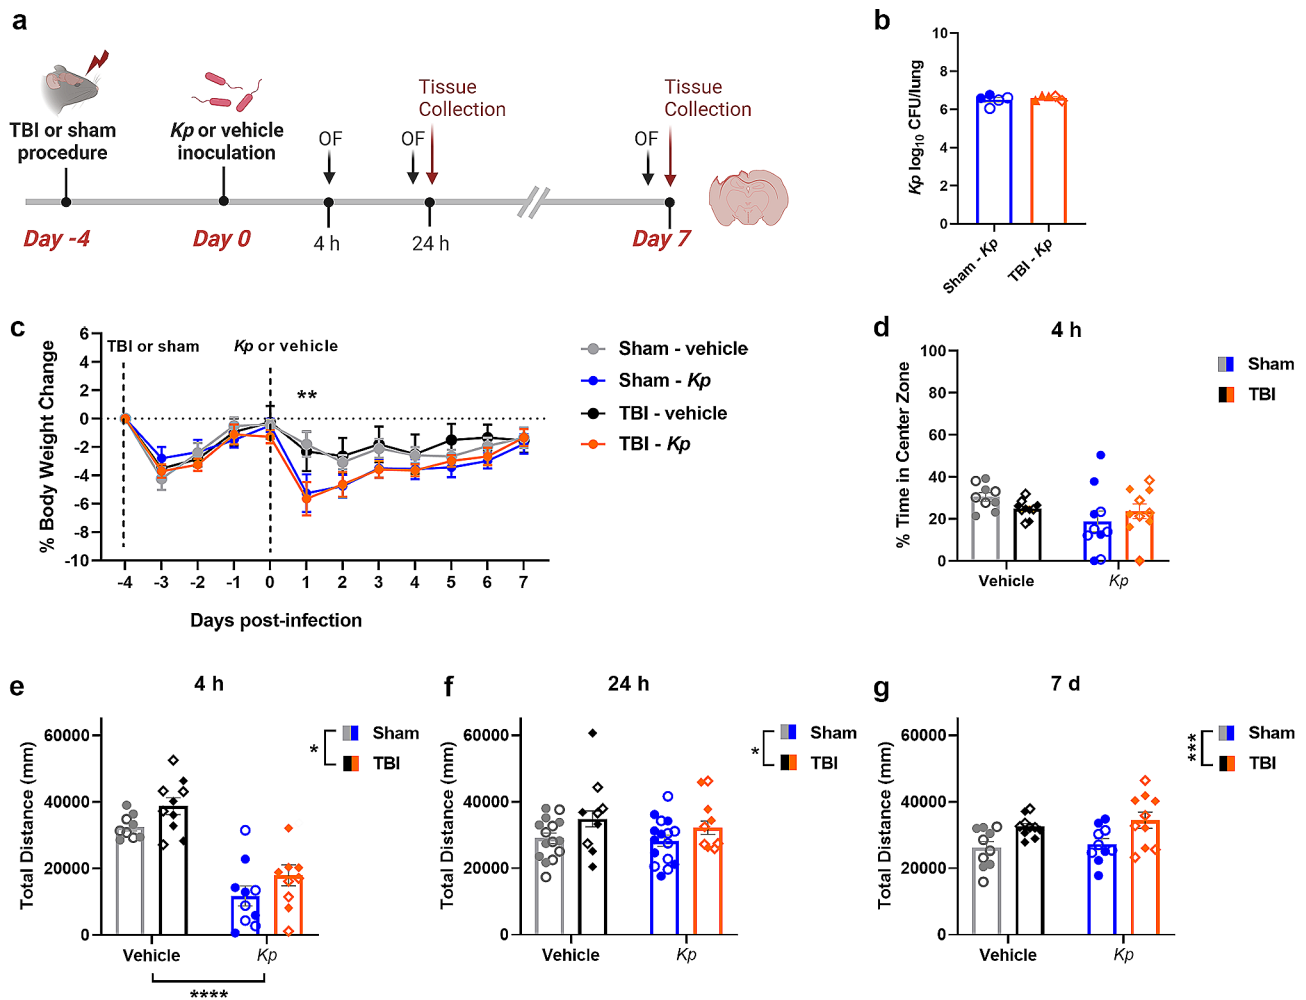 a
TBI or sham
procedure
Kp or vehicle
inoculation
OF
OF
Tissue
Collection
OF
Tissue
Collection
Day -4
Day 0
4 h
24 h
Day 7
b
Kp log10 CFU/lung
10
8
6
4
2
0
Sham - Kp
TBI - Kp
c
% Body Weight Change
6
4
2
0
-2
-4
-6
-8
-10
TBI or sham
Kp or vehicle
**
-4 -3 -2 -1 0 1 2 3 4 5 6 7
Days post-infection
Sham - vehicle
Sham - Kp
TBI - vehicle
TBI - Kp
d
4 h
% Time in Center Zone
100
80
60
40
20
0
Vehicle Kp
Sham
TBI
e
4 h
Total Distance (mm)
60000
40000
20000
0
Vehicle Kp
****
*
Sham
TBI
f
24 h
Total Distance (mm)
60000
40000
20000
0
Vehicle Kp
*
Sham
TBI
g
7 d
Total Distance (mm)
60000
40000
20000
0
Vehicle Kp
***
Sham
TBI